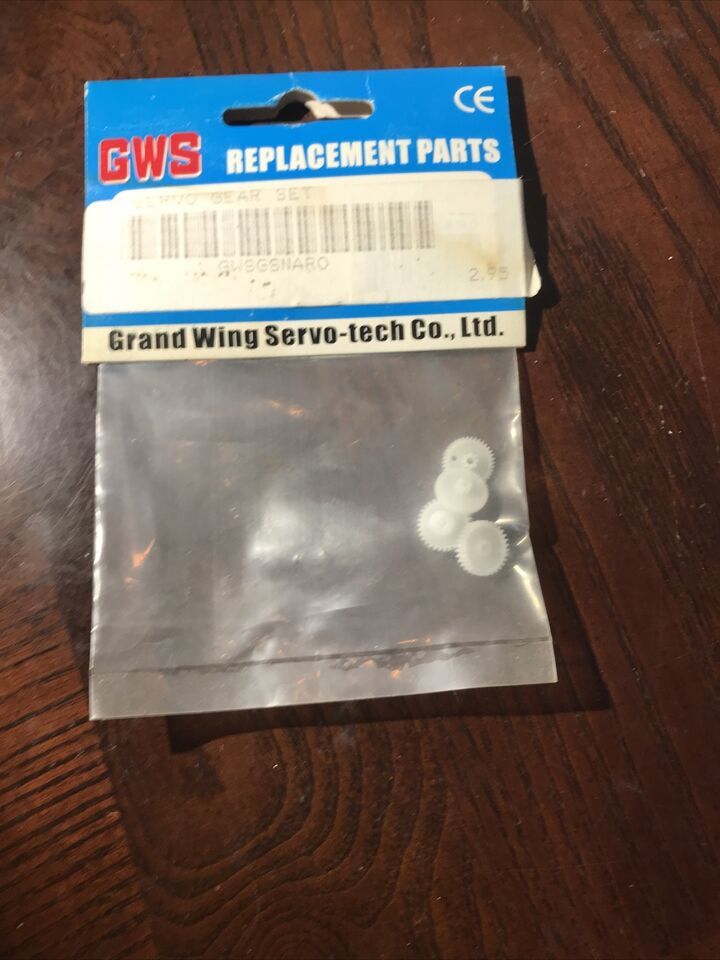 CE
GWS REPLACEMENT PARTS
SERVO GEAR SET
GWSGSNARO
2.95
Grand Wing Servo-tech Co., Ltd.